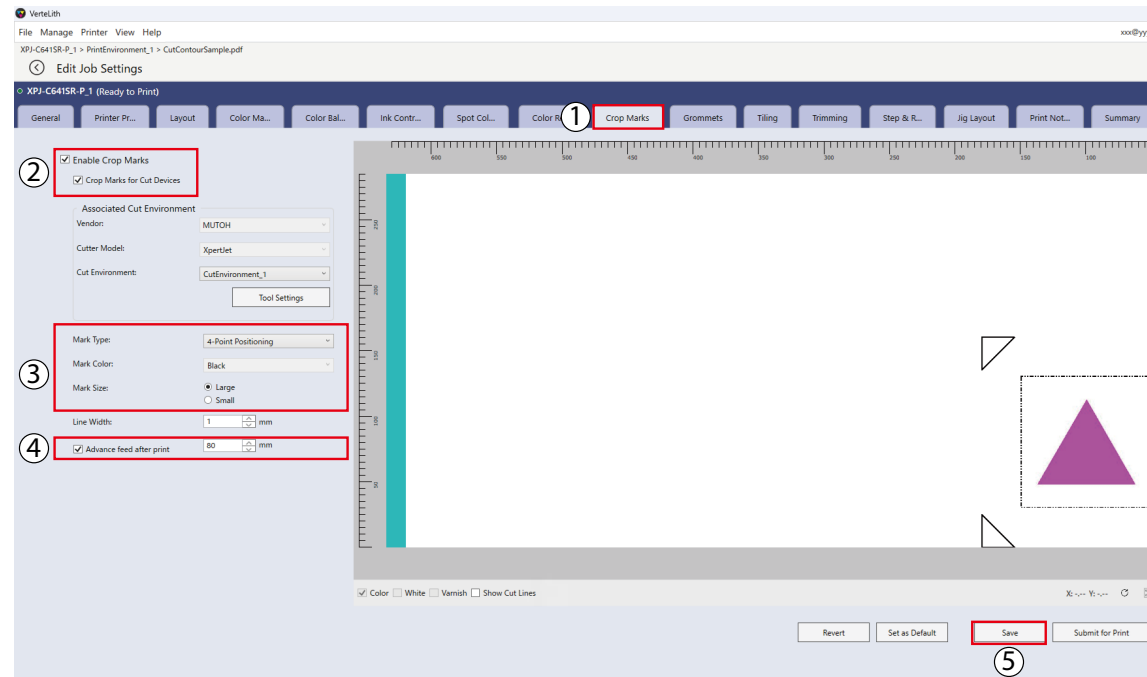 VerteLith
File Manage Printer View Help
xxx@yy
XPJ-C641SR-P_1 > PrintEnvironment_1 > CutContourSample.pdf
Edit Job Settings
XPJ-C641SR-P_1 (Ready to Print)
General Printer Pr... Layout Color Ma... Color Bal... Ink Contr... Spot Col... Color R 1 Crop Marks Grommets Tiling Trimming Step & R... Jig Layout Print Not... Summary
600 550 500 450 400 350 300 250 200 150 100
2
Enable Crop Marks
Crop Marks for Cut Devices
Associated Cut Environment
Vendor: MUTOH
Cutter Model: XpertJet
Cut Environment: CutEnvironment_1
Tool Settings
250
200
150
100
50
3
Mark Type: 4-Point Positioning
Mark Color: Black
Mark Size: Large
Small
Line Width: 1 mm
4
Advance feed after print 80 mm
Color White Varnish Show Cut Lines
X: -,-- Y: -,--
Revert Set as Default Save Submit for Print
5